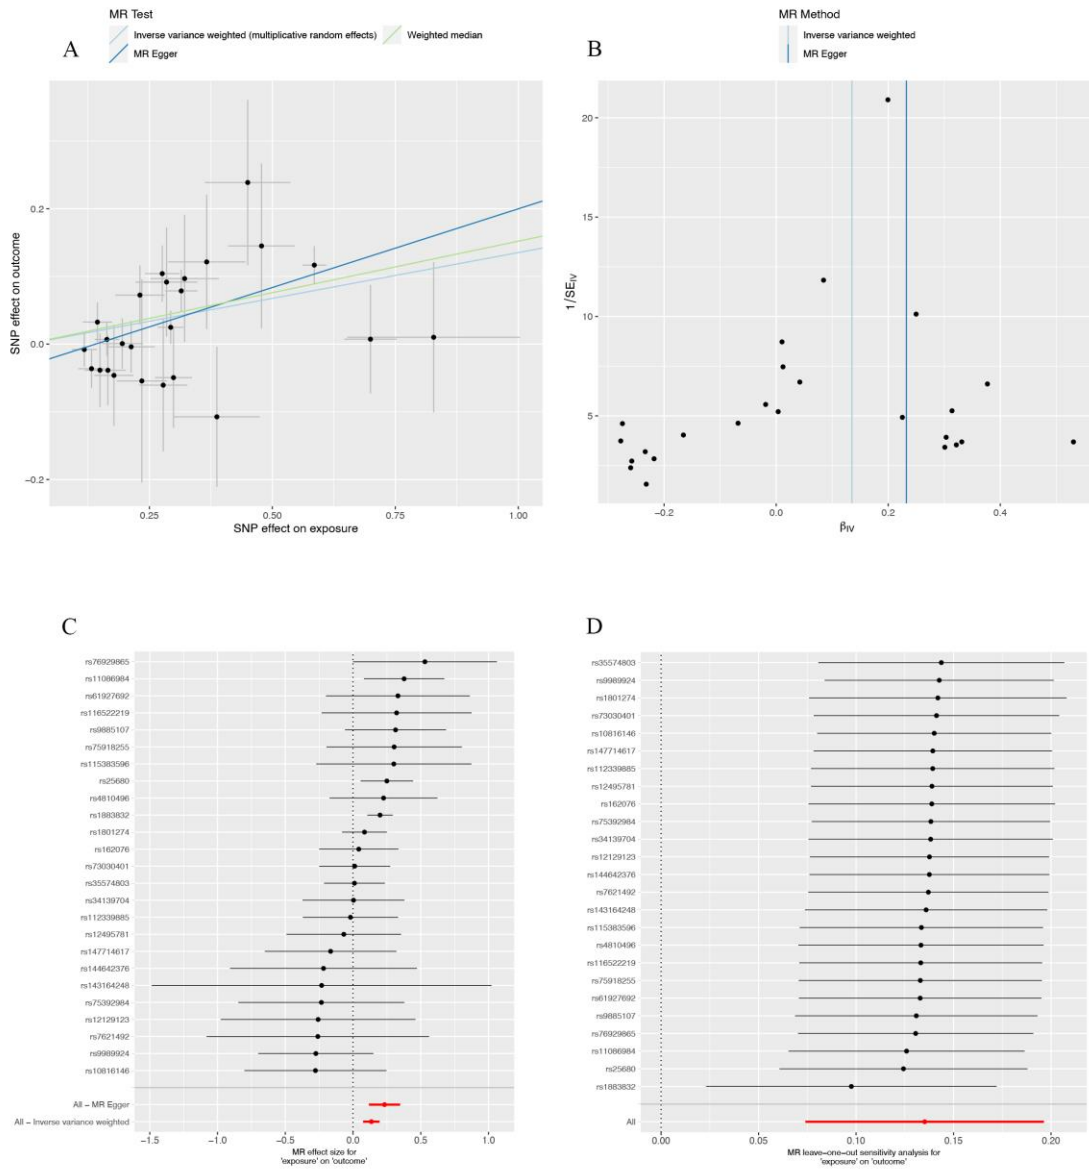 MR Test
Inverse variance weighted (multiplicative random effects)
Weighted median
MR Egger
A
0.2
0.0
-0.2
SNP effect on outcome
0.25
0.50
0.75
1.00
SNP effect on exposure
MR Method
Inverse variance weighted
MR Egger
B
20
15
10
5
1/SEIV
-0.2
0.0
0.2
0.4
βIV
C
rs76929865
rs11086984
rs61927692
rs116522219
rs9885107
rs75918255
rs115383596
rs25680
rs4810496
rs1883832
rs1801274
rs162076
rs73030401
rs35574803
rs34139704
rs112339885
rs12495781
rs147714617
rs144642376
rs143164248
rs75392984
rs12129123
rs7621492
rs9989924
rs10816146
All – MR Egger
All – Inverse variance weighted
-1.5
-1.0
-0.5
0.0
0.5
1.0
MR effect size for
'exposure' on 'outcome'
D
rs35574803
rs9989924
rs1801274
rs73030401
rs10816146
rs147714617
rs112339885
rs12495781
rs162076
rs75392984
rs34139704
rs12129123
rs144642376
rs7621492
rs143164248
rs115383596
rs4810496
rs116522219
rs75918255
rs61927692
rs9885107
rs76929865
rs11086984
rs25680
rs1883832
All
0.00
0.05
0.10
0.15
0.20
MR leave-one-out sensitivity analysis for
'exposure' on 'outcome'